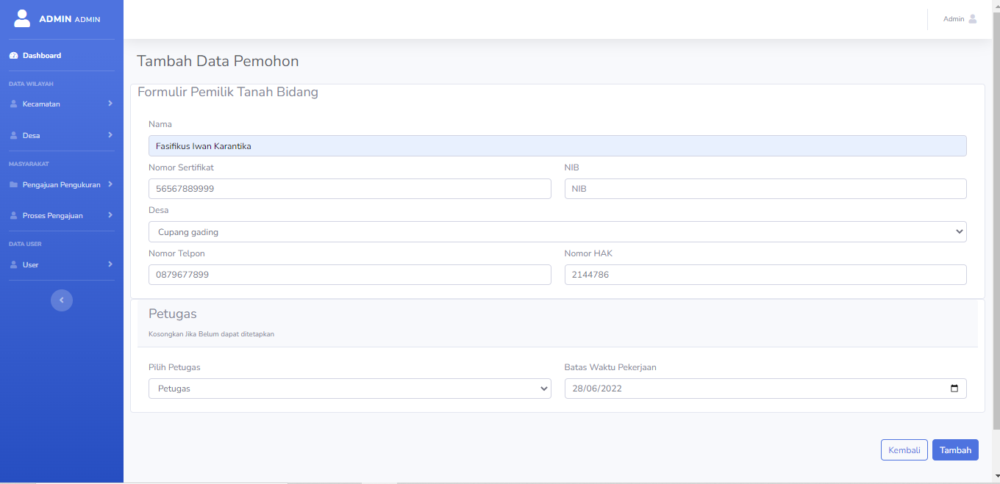 ADMIN ADMIN
Admin
Dashboard
DATA WILAYAH
Kecamatan
Desa
MASYARAKAT
Pengajuan Pengukuran
Proses Pengajuan
DATA USER
User
Tambah Data Pemohon
Formulir Pemilik Tanah Bidang
Nama
Fasifikus Iwan Karantika
Nomor Sertifikat
NIB
56567889999
NIB
Desa
Cupang gading
Nomor Telpon
Nomor HAK
0879677899
2144786
Petugas
Kosongkan Jika Belum dapat ditetapkan
Pilih Petugas
Batas Waktu Pekerjaan
Petugas
28/06/2022
Kembali
Tambah